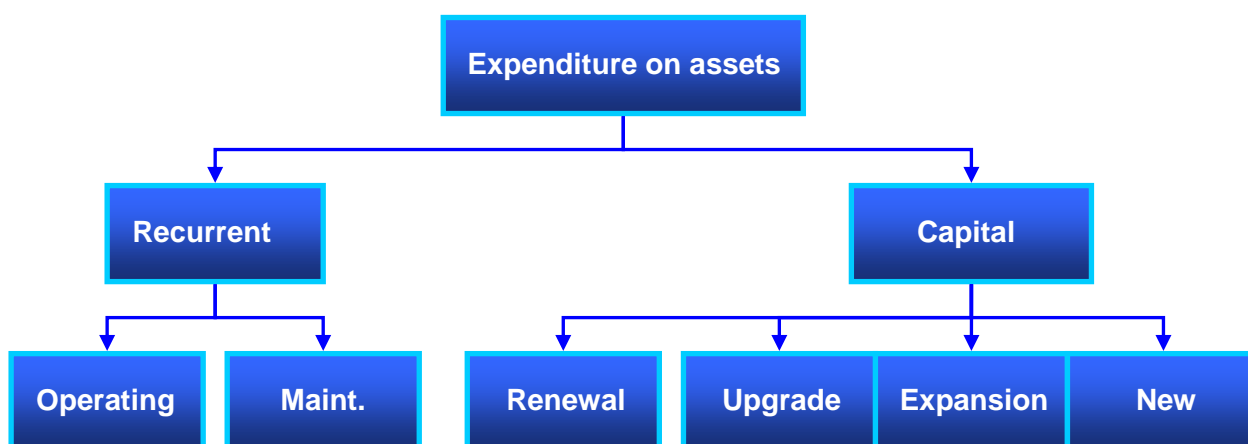 Expenditure on assets
Recurrent
Capital
Operating
Maint.
Renewal
Upgrade
Expansion
New